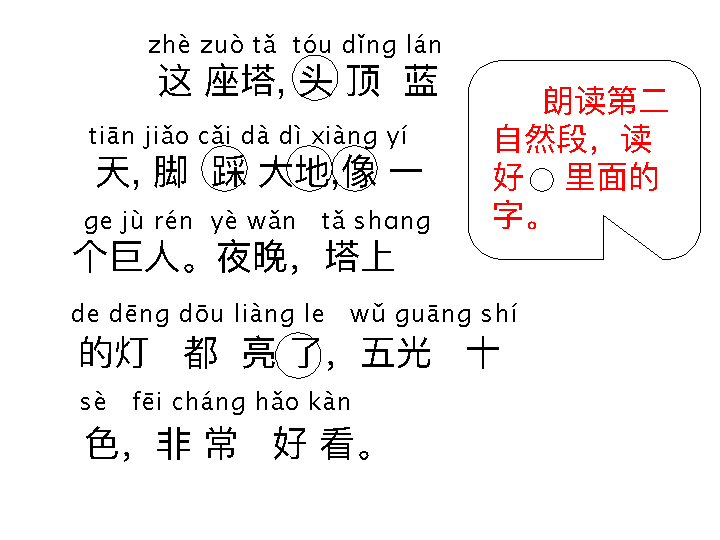 zhè zuò tǎ tóu dǐng lán
这 座塔, 头 顶 蓝
tiān jiǎo cǎi dà dì xiàng yí
天, 脚 踩 大地,像 一
ge jù rén yè wǎn tǎ shang
个巨人。夜晚，塔上
de dēng dōu liàng le wǔ guāng shí
的灯 都 亮 了，五光 十
sè fēi cháng hǎo kàn
色，非 常 好 看。
朗读第二
自然段，读
好 里面的
字。